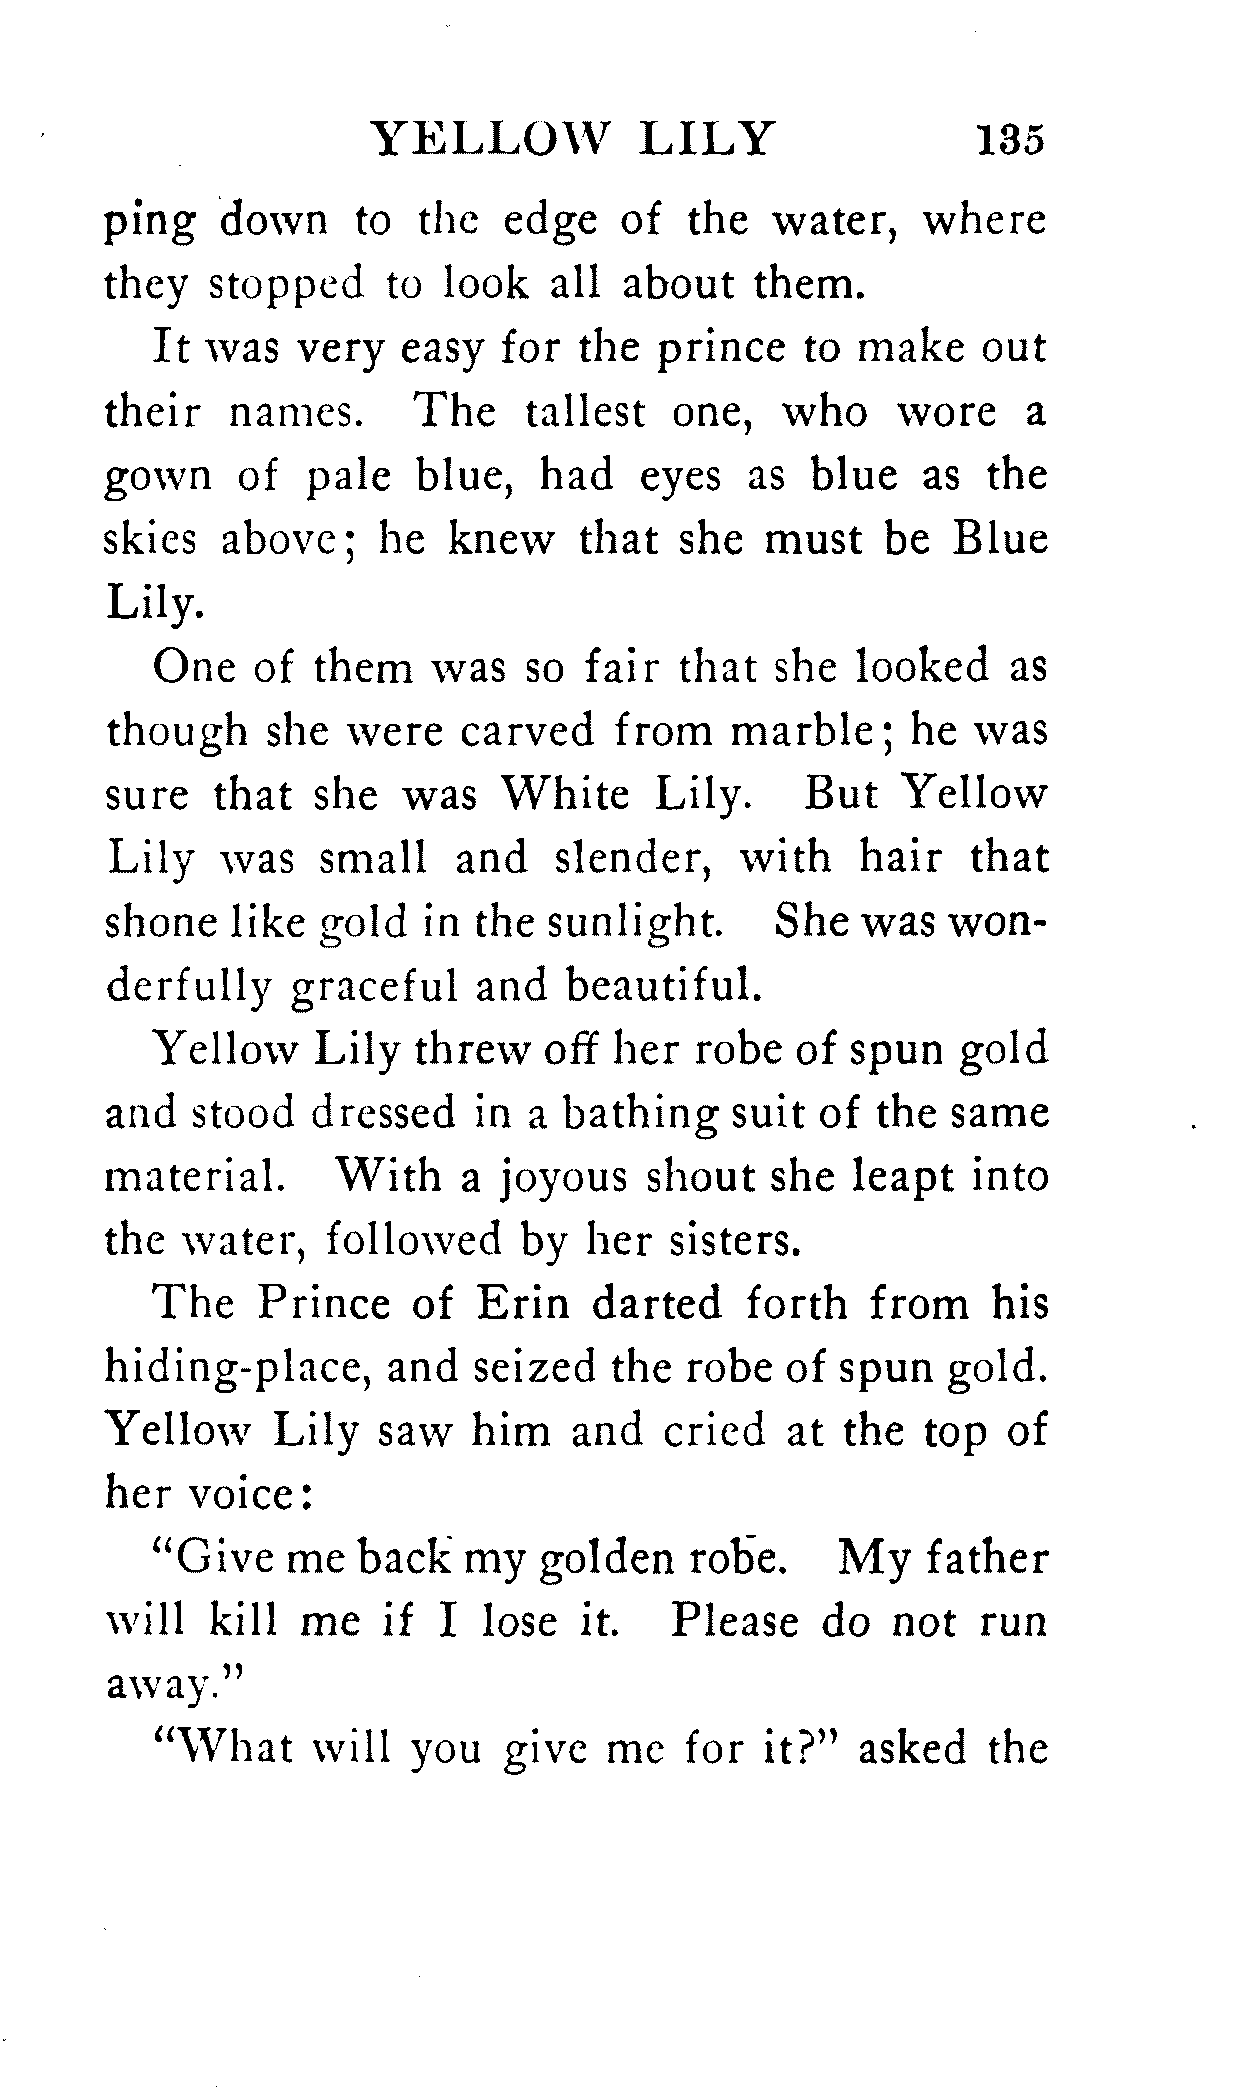 YELLOW LILY 135
ping down to the edge of the water, where
they stopped to look all about them.
It was very easy for the prince to make out
their names. The tallest one, who wore a
gown of pale blue, had eyes as blue as the
skies above; he knew that she must be Blue
Lily.
One of them was so fair that she looked as
though she were carved from marble; he was
sure that she was White Lily. But Yellow
Lily was small and slender, with hair that
shone like gold in the sunlight. She was won-
derfully graceful and beautiful.
Yellow Lily threw off her robe of spun gold
and stood dressed in a bathing suit of the same
material. With a joyous shout she leapt into
the water, followed by her sisters.
The Prince of Erin darted forth from his
hiding-place, and seized the robe of spun gold.
Yellow Lily saw him and cried at the top of
her voice:
"Give me back my golden robe. My father
will kill me if I lose it. Please do not run
away."
"What will you give me for it?" asked the